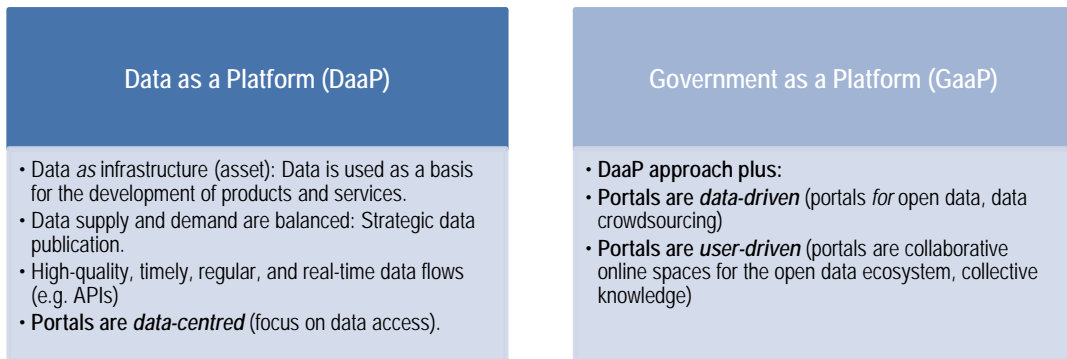 Data as a Platform (DaaP)
• Data as infrastructure (asset): Data is used as a basis
for the development of products and services.
• Data supply and demand are balanced: Strategic data
publication.
• High-quality, timely, regular, and real-time data flows
(e.g. APIs)
• Portals are data-centred (focus on data access).
Government as a Platform (GaaP)
• DaaP approach plus:
• Portals are data-driven (portals for open data, data
crowdsourcing)
• Portals are user-driven (portals are collaborative
online spaces for the open data ecosystem, collective
knowledge)